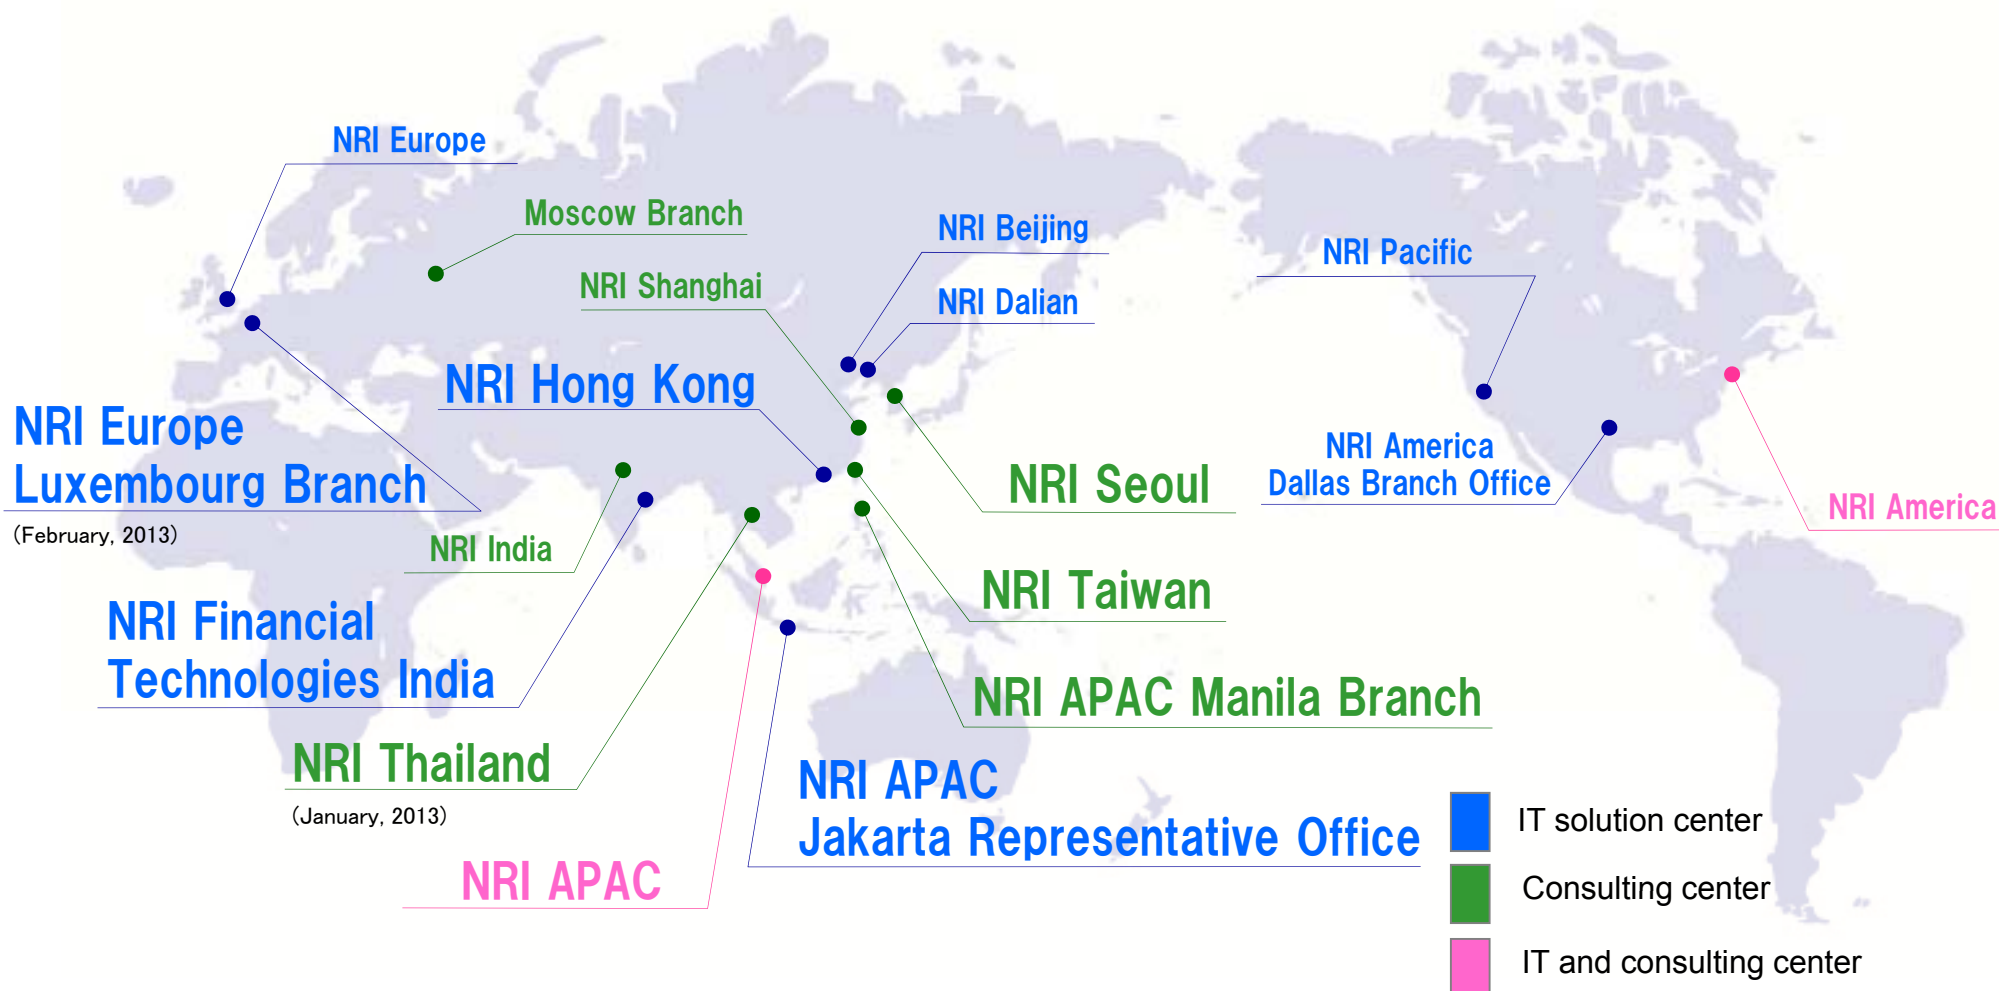 NRI Europe
Moscow Branch
NRI Beijing
NRI Pacific
NRI Shanghai
NRI Dalian
NRI Hong Kong
NRI Europe
Luxembourg Branch
(February, 2013)
NRI America
Dallas Branch Office
NRI Seoul
NRI America
NRI India
NRI Taiwan
NRI Financial
Technologies India
NRI APAC Manila Branch
NRI Thailand
(January, 2013)
NRI APAC
Jakarta Representative Office
NRI APAC
IT solution center
Consulting center
IT and consulting center